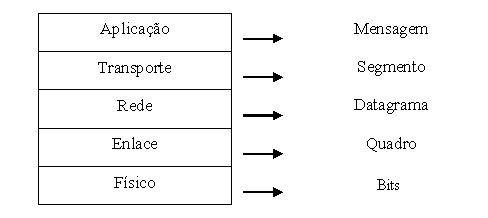 Aplicação Mensagem
Transporte Segmento
Rede Datagrama
Enlace Quadro
Físico Bits